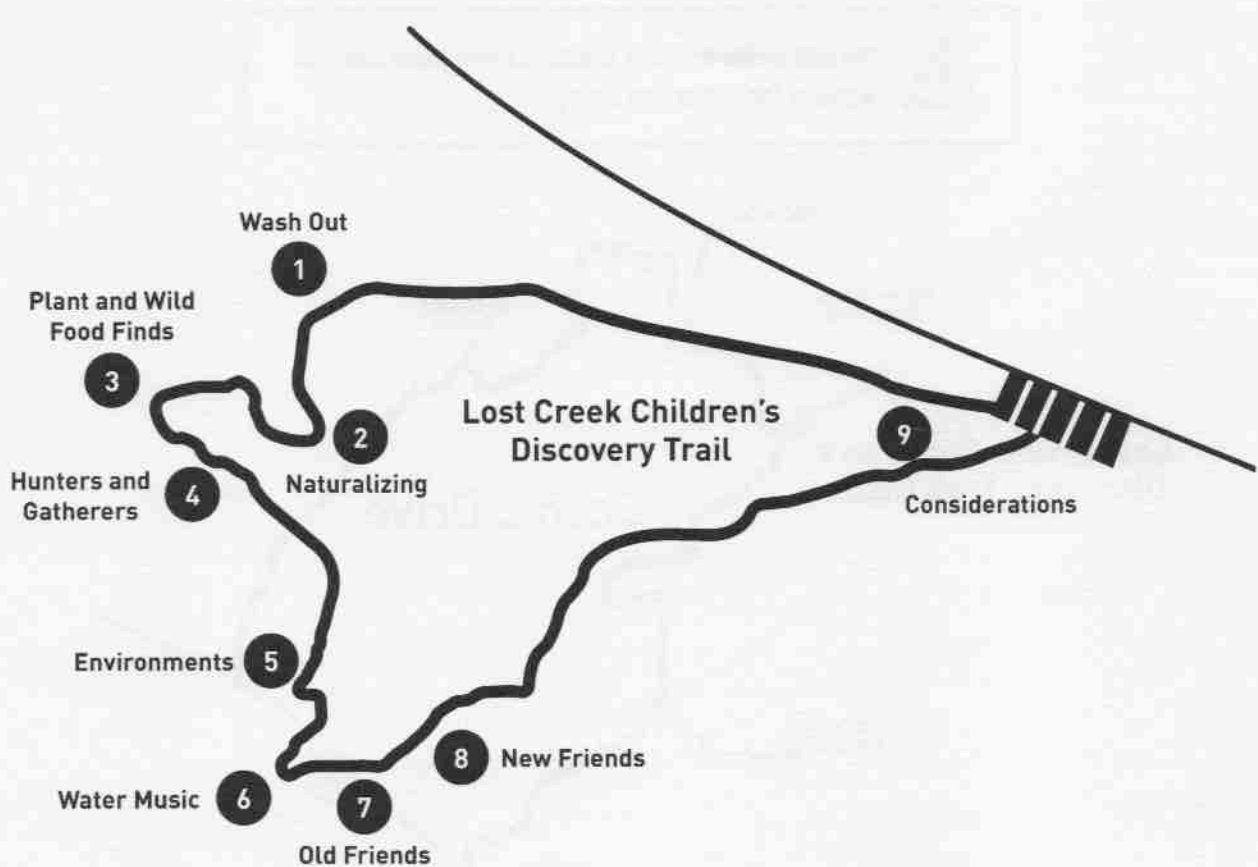 Wash Out
1
Plant and Wild
Food Finds
3
Lost Creek Children's
Discovery Trail
2
Naturalizing
9
Considerations
Hunters and
Gatherers
4
Environments
5
8
New Friends
Water Music
6
7
Old Friends